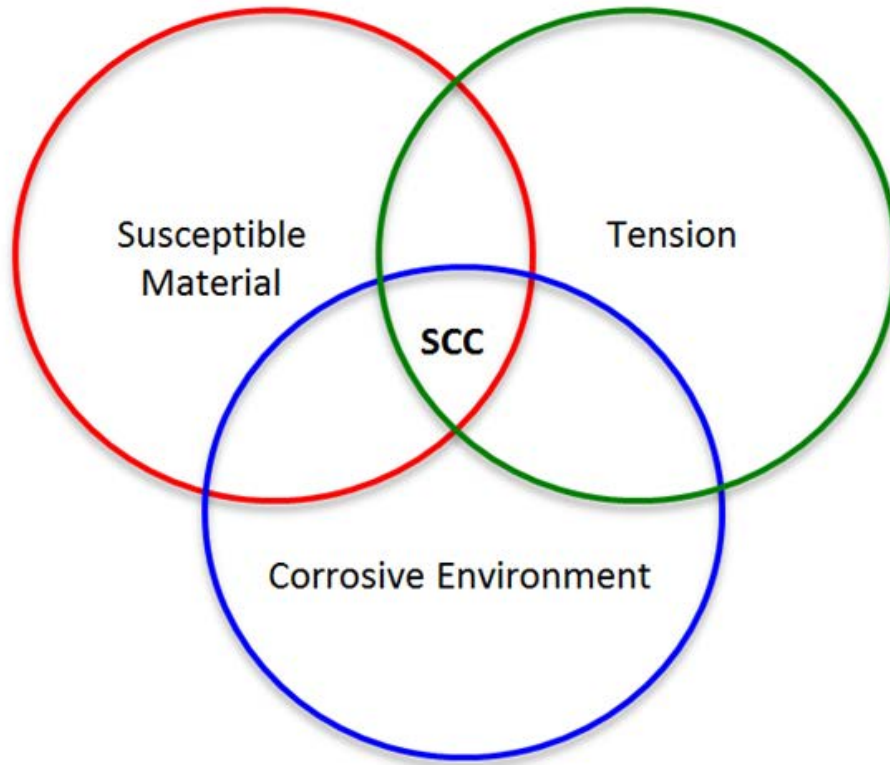 Susceptible
Material
Tension
SCC
Corrosive Environment